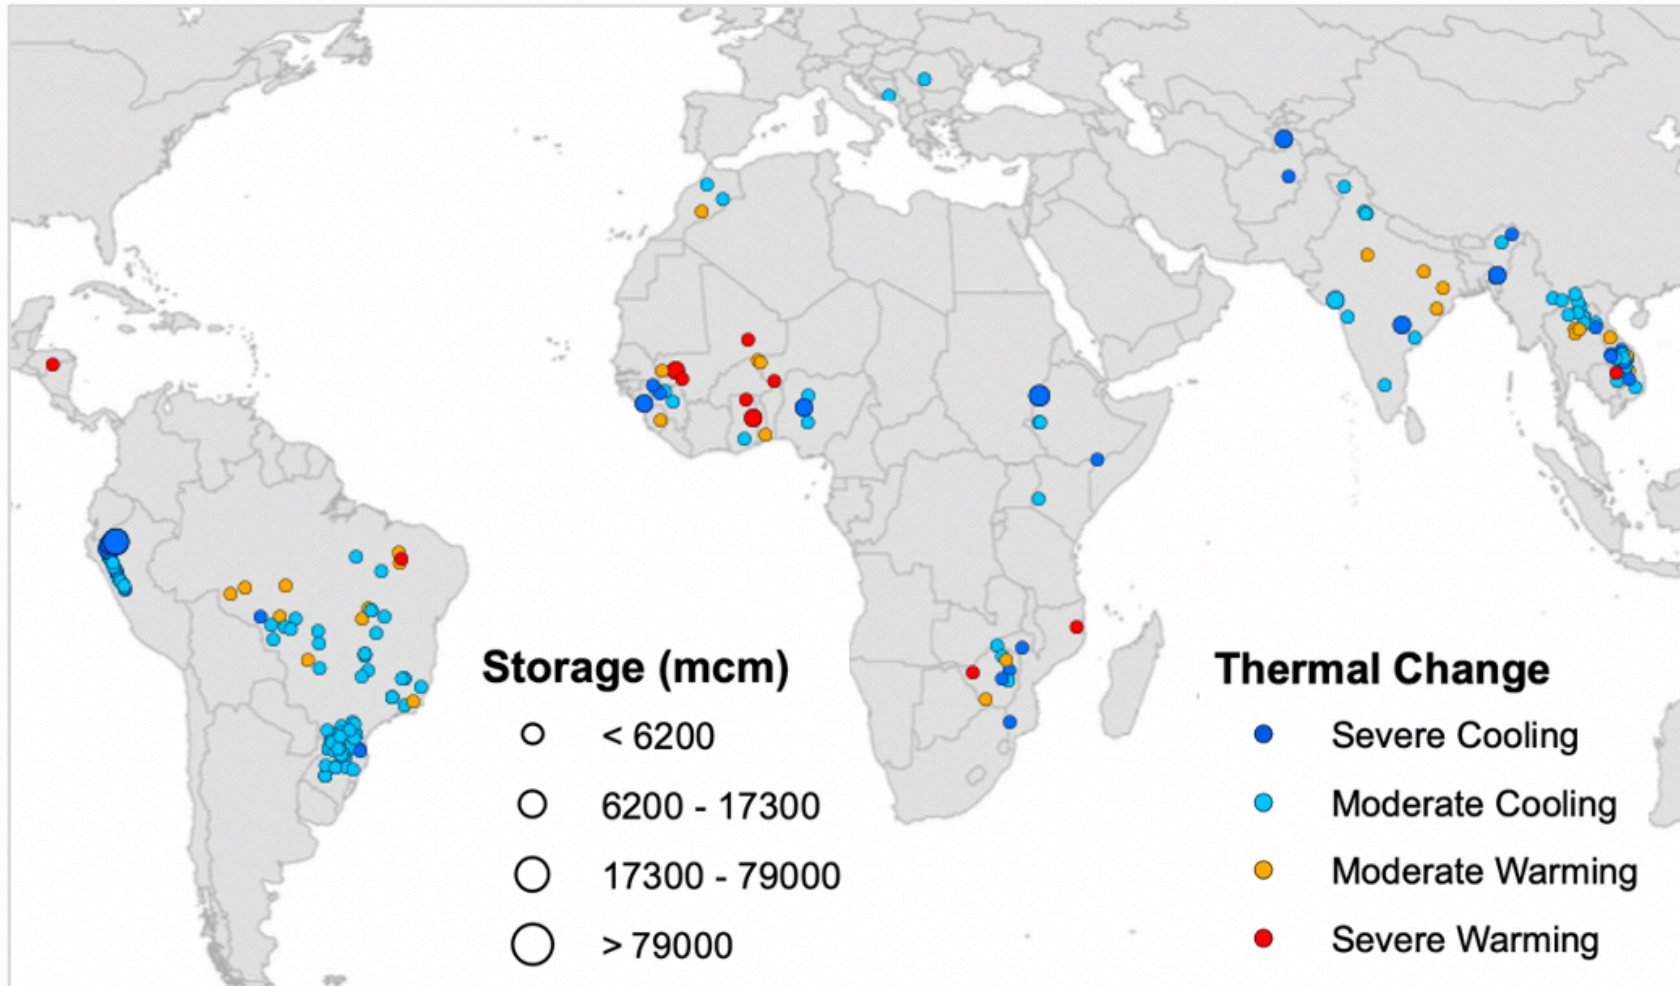 Storage (mcm)
< 6200
6200 - 17300
17300 - 79000
> 79000
Thermal Change
Severe Cooling
Moderate Cooling
Moderate Warming
Severe Warming